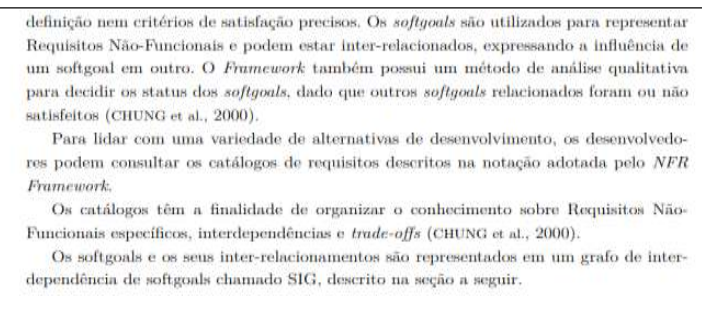 definição nem critérios de satisfação precisos. Os softgoals são utilizados para representar
Requisitos Não-Funcionais e podem estar inter-relacionados, expressando a influência de
um softgoal em outro. O Framework também possui um método de análise qualitativa
para decidir os status dos softgoals, dado que outros softgoals relacionados foram ou não
satisfeitos (CHUNG et al., 2000).
Para lidar com uma variedade de alternativas de desenvolvimento, os desenvolvedo-
res podem consultar os catálogos de requisitos descritos na notação adotada pelo NFR
Framework.
Os catálogos têm a finalidade de organizar o conhecimento sobre Requisitos Não-
Funcionais específicos, interdependências e trade-offs (CHUNG et al., 2000).
Os softgoals e os seus inter-relacionamentos são representados em um grafo de inter-
dependência de softgoals chamado SIG, descrito na seção a seguir.